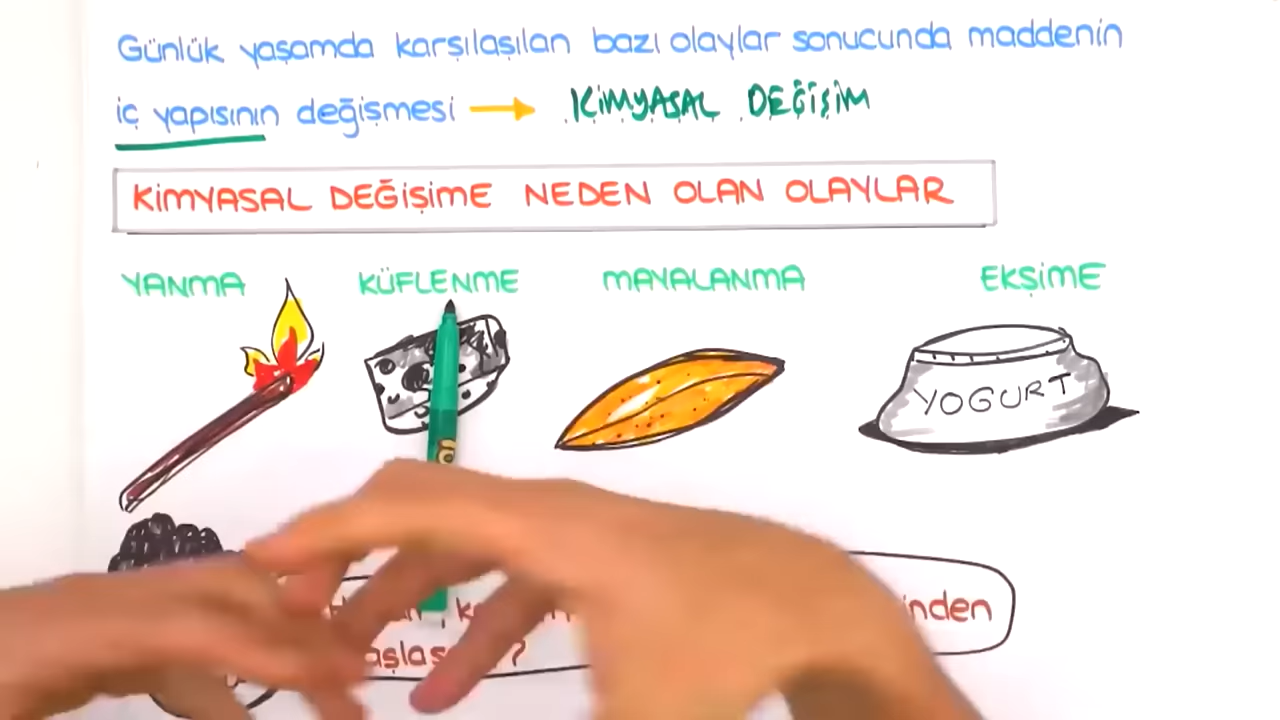 Günlük yaşamda karşılaşılan bazı olaylar sonucunda maddenin
iç yapısının değişmesi → KİMYASAL DEĞİŞİM
KİMYASAL DEĞİŞİME NEDEN OLAN OLAYLAR
YANMA KÜFLENME MAYALANMA EKŞİME
YOGURT